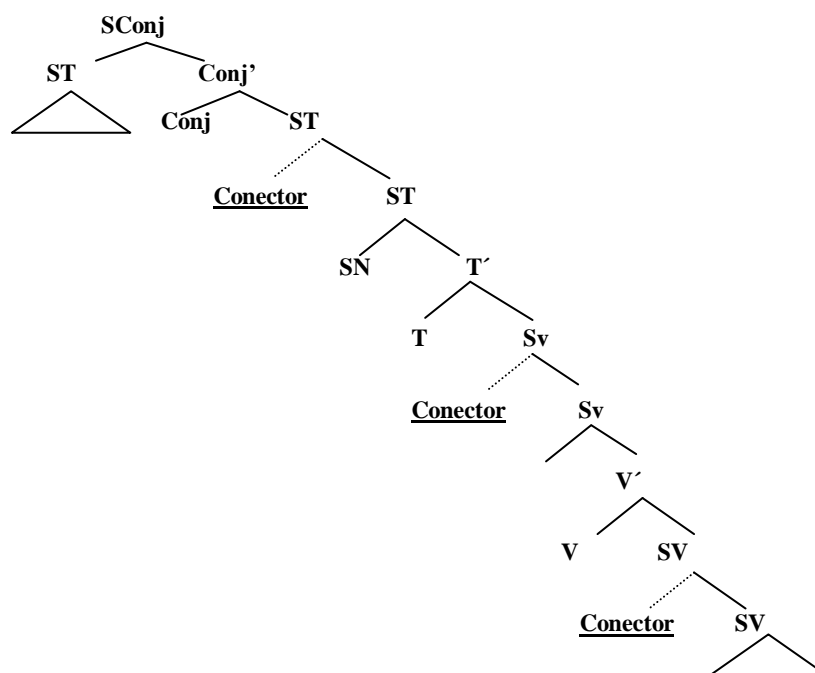 SConj
ST Conj’
Conj ST
Conector ST
SN T´
T Sv
Conector Sv
V´
V SV
Conector SV